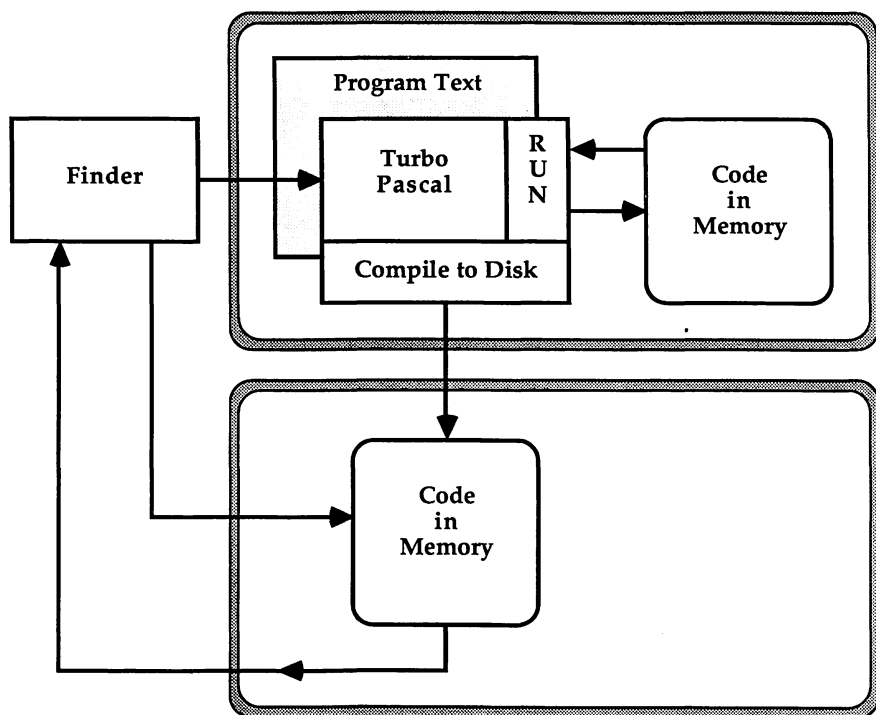 Program Text
Finder
Turbo
Pascal
R
U
N
Code
in
Memory
Compile to Disk
Code
in
Memory